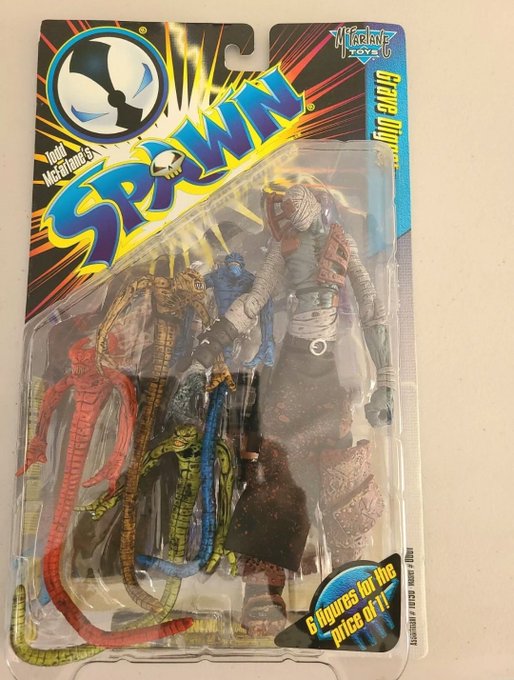 McFarlane
TOYS
Todd
McFarlane's
SPAWN
Grave Digger
6 figures for the
price of 1!